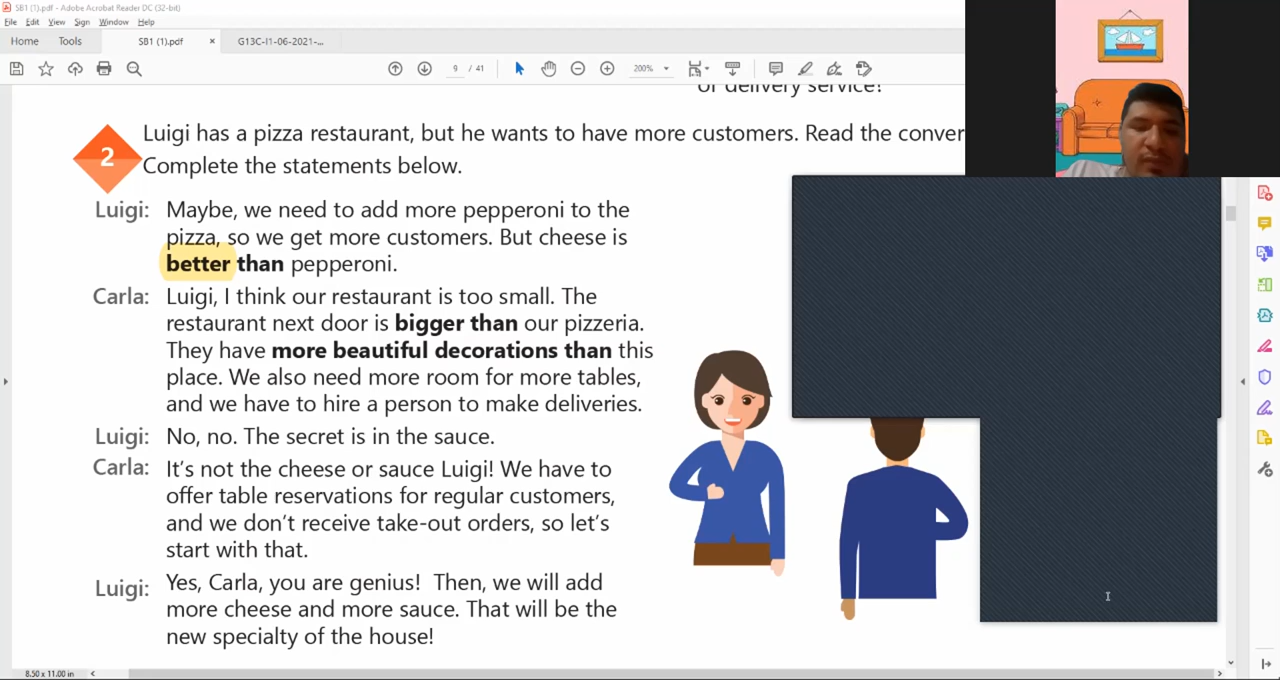 SB1 (1).pdf - Adobe Acrobat Reader DC (32-bit)
File Edit View Sign Window Help
Home Tools SB1 (1).pdf × G13C-I1-06-2021-...
9 / 41 200%
of delivery service!
2 Luigi has a pizza restaurant, but he wants to have more customers. Read the conver
Complete the statements below.
Luigi: Maybe, we need to add more pepperoni to the
pizza, so we get more customers. But cheese is
better than pepperoni.
Carla: Luigi, I think our restaurant is too small. The
restaurant next door is bigger than our pizzeria.
They have more beautiful decorations than this
place. We also need more room for more tables,
and we have to hire a person to make deliveries.
Luigi: No, no. The secret is in the sauce.
Carla: It's not the cheese or sauce Luigi! We have to
offer table reservations for regular customers,
and we don't receive take-out orders, so let's
start with that.
Luigi: Yes, Carla, you are genius! Then, we will add
more cheese and more sauce. That will be the
new specialty of the house!
8.50 x 11.00 in